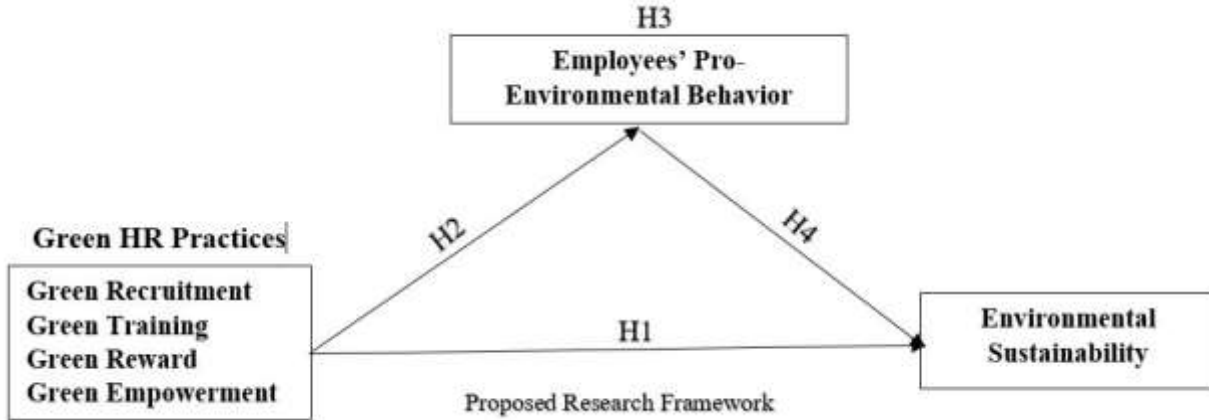 H3
Employees' Pro-
Environmental Behavior
H2
H4
Green HR Practices
Green Recruitment
Green Training
Green Reward
Green Empowerment
H1
Environmental
Sustainability
Proposed Research Framework